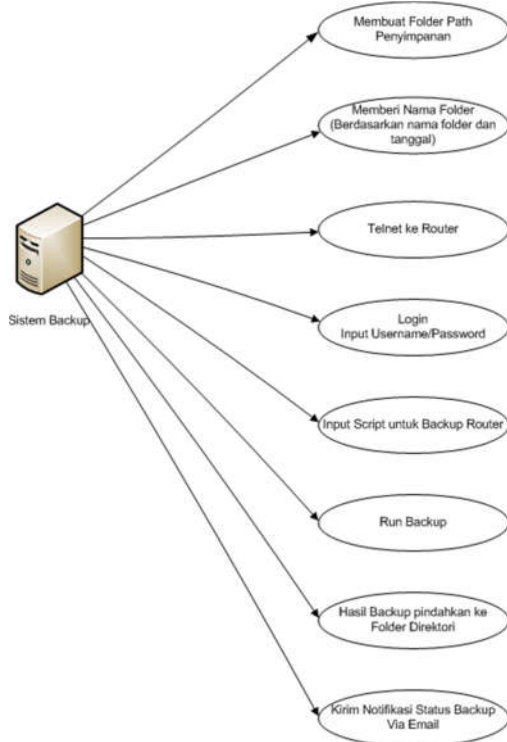 Membuat Folder Path
Penyimpanan
Memberi Nama Folder
(Berdasarkan nama folder dan
tanggal)
Telnet ke Router
Sistem Backup
Login
Input Username/Password
Input Script untuk Backup Router
Run Backup
Hasil Backup pindahkan ke
Folder Direktori
Kirim Notifikasi Status Backup
Via Email